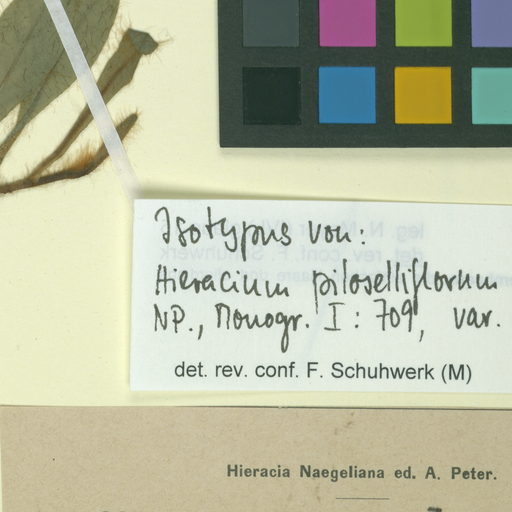 Isotypus von:
Hieracium piloselliflorum
NP., Monogr. I: 709, var.
det. rev. conf. F. Schuhwerk (M)
Hieracia Naegeliana ed. A. Peter.